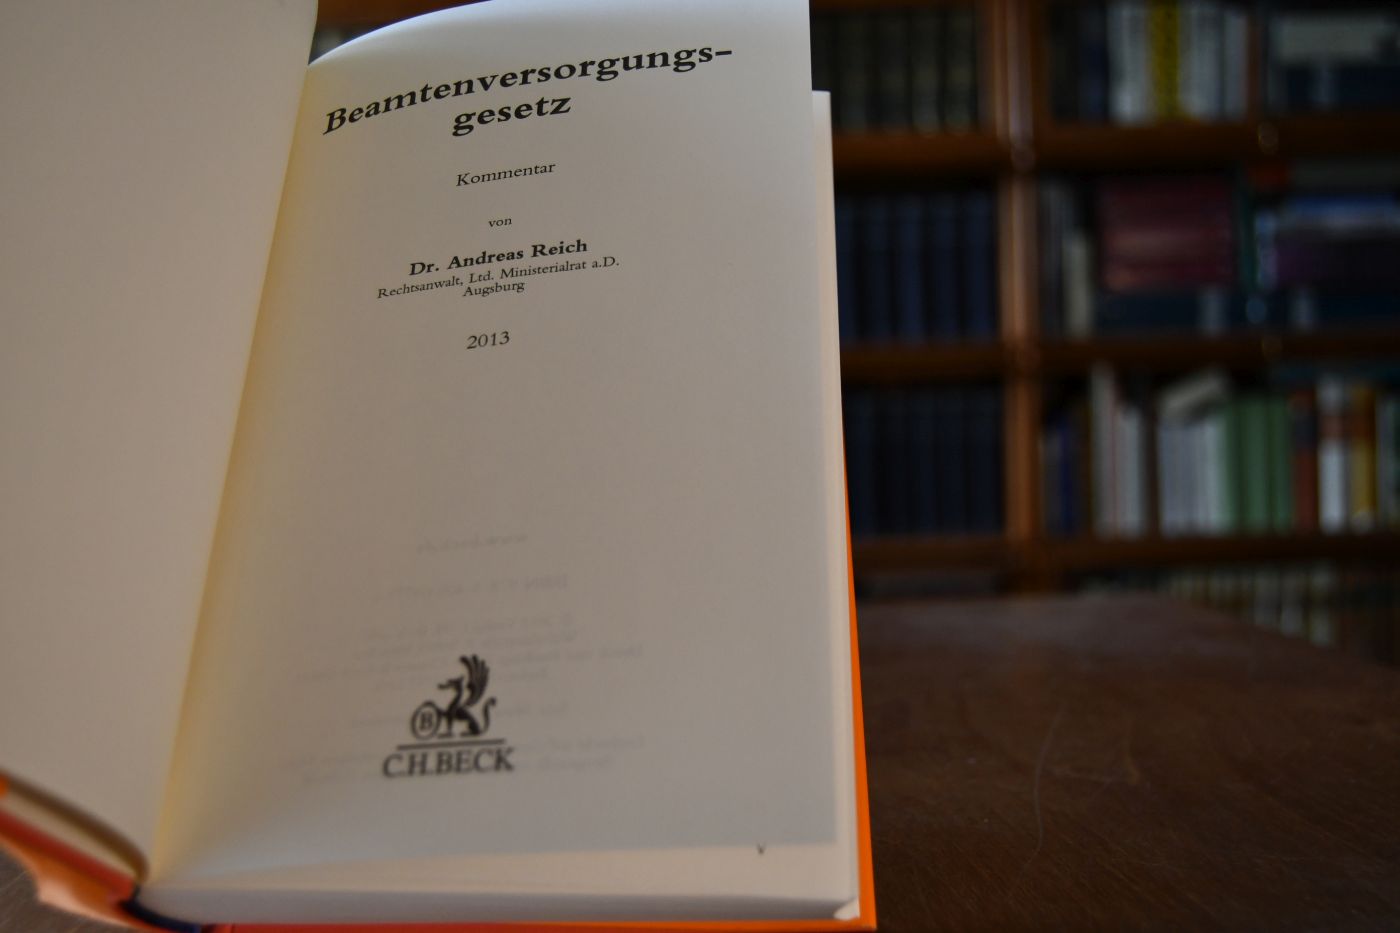 Beamtenversorgungs-
gesetz
Kommentar
von
Dr. Andreas Reich
Rechtsanwalt, Ltd. Ministerialrat a.D.
Augsburg
2013
B
C.H.BECK